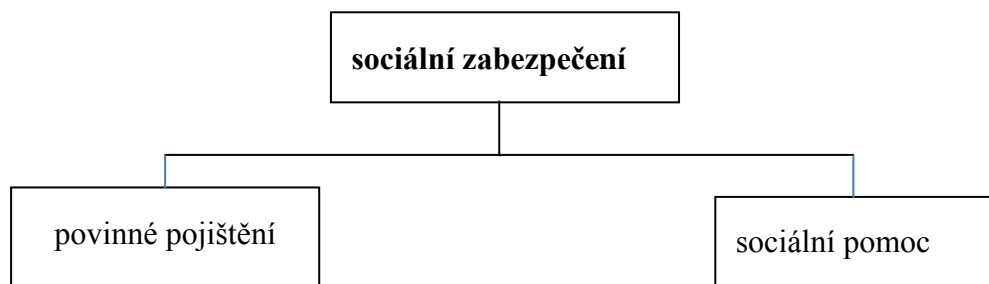 sociální zabezpečení
povinné pojištění
sociální pomoc